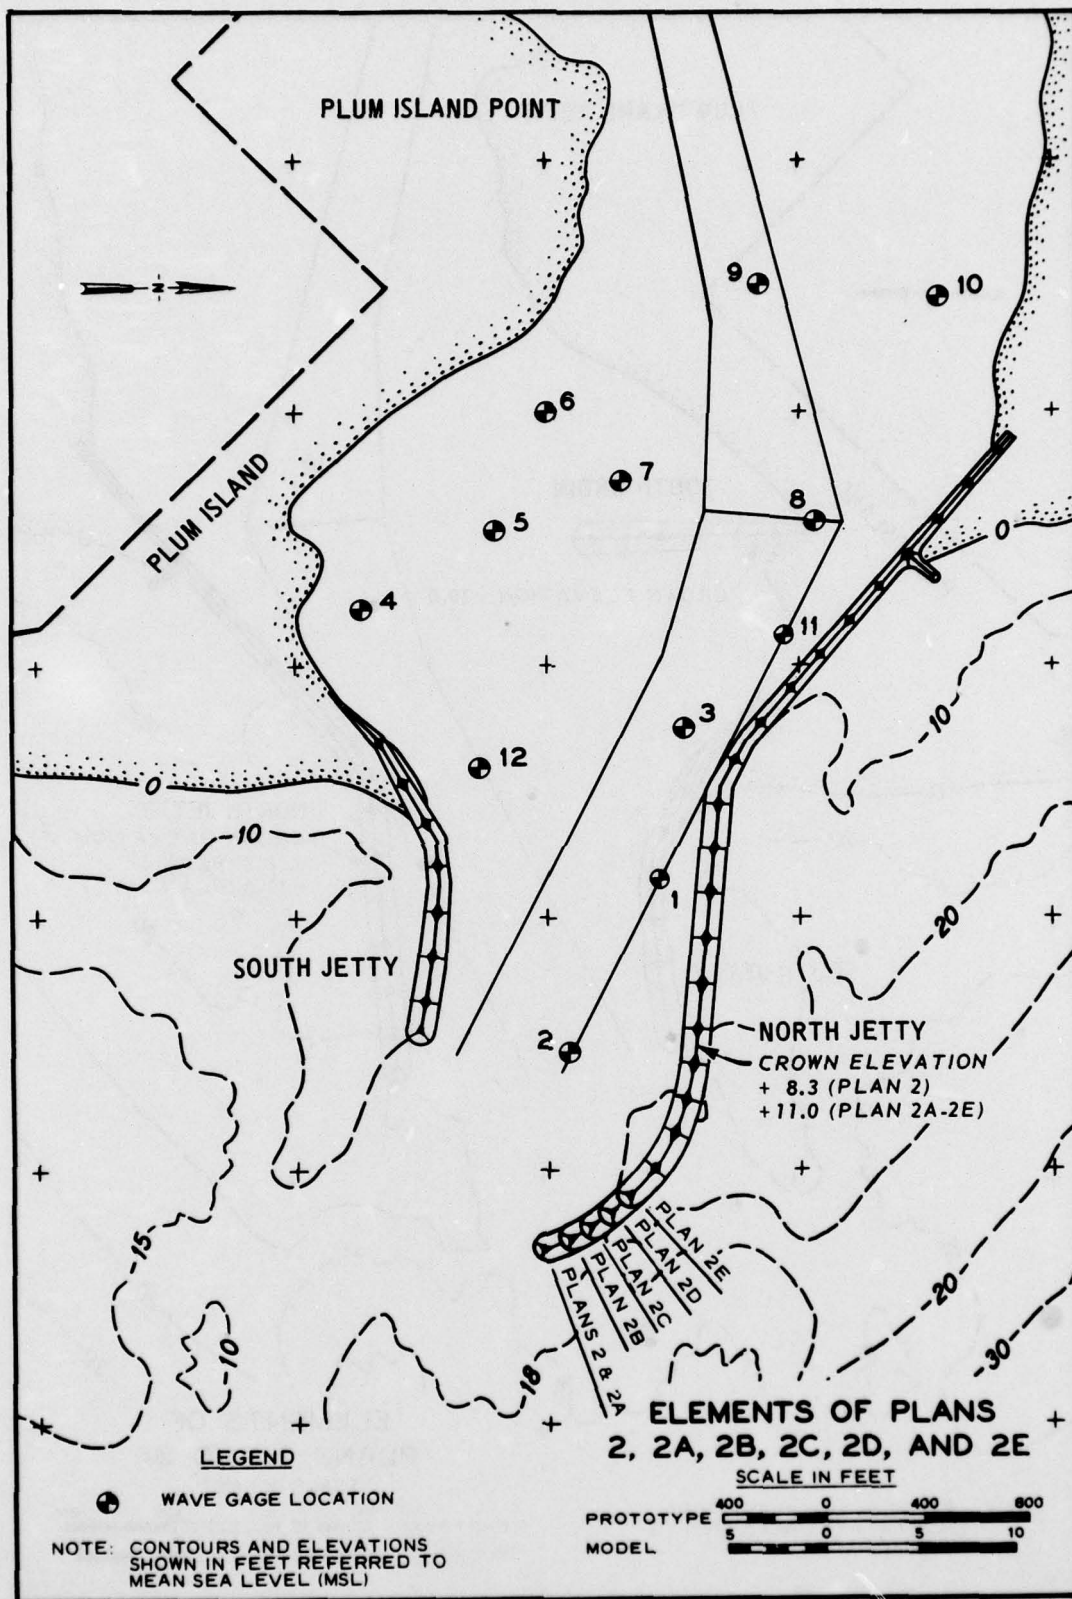 PLUM ISLAND POINT
N
9
10
6
7
8
PLUM ISLAND
5
0
4
11
3
-10
12
0
-10
1
-20
SOUTH JETTY
2
NORTH JETTY
CROWN ELEVATION
+ 8.3 (PLAN 2)
+11.0 (PLAN 2A-2E)
-15
PLAN 2E
PLAN 2D
PLAN 2C
PLAN 2B
PLANS 2 & 2A
-20
-10
-30
-18
ELEMENTS OF PLANS
2, 2A, 2B, 2C, 2D, AND 2E
LEGEND
WAVE GAGE LOCATION
SCALE IN FEET
400 0 400 800
PROTOTYPE
5 0 5 10
MODEL
NOTE: CONTOURS AND ELEVATIONS
SHOWN IN FEET REFERRED TO
MEAN SEA LEVEL (MSL)